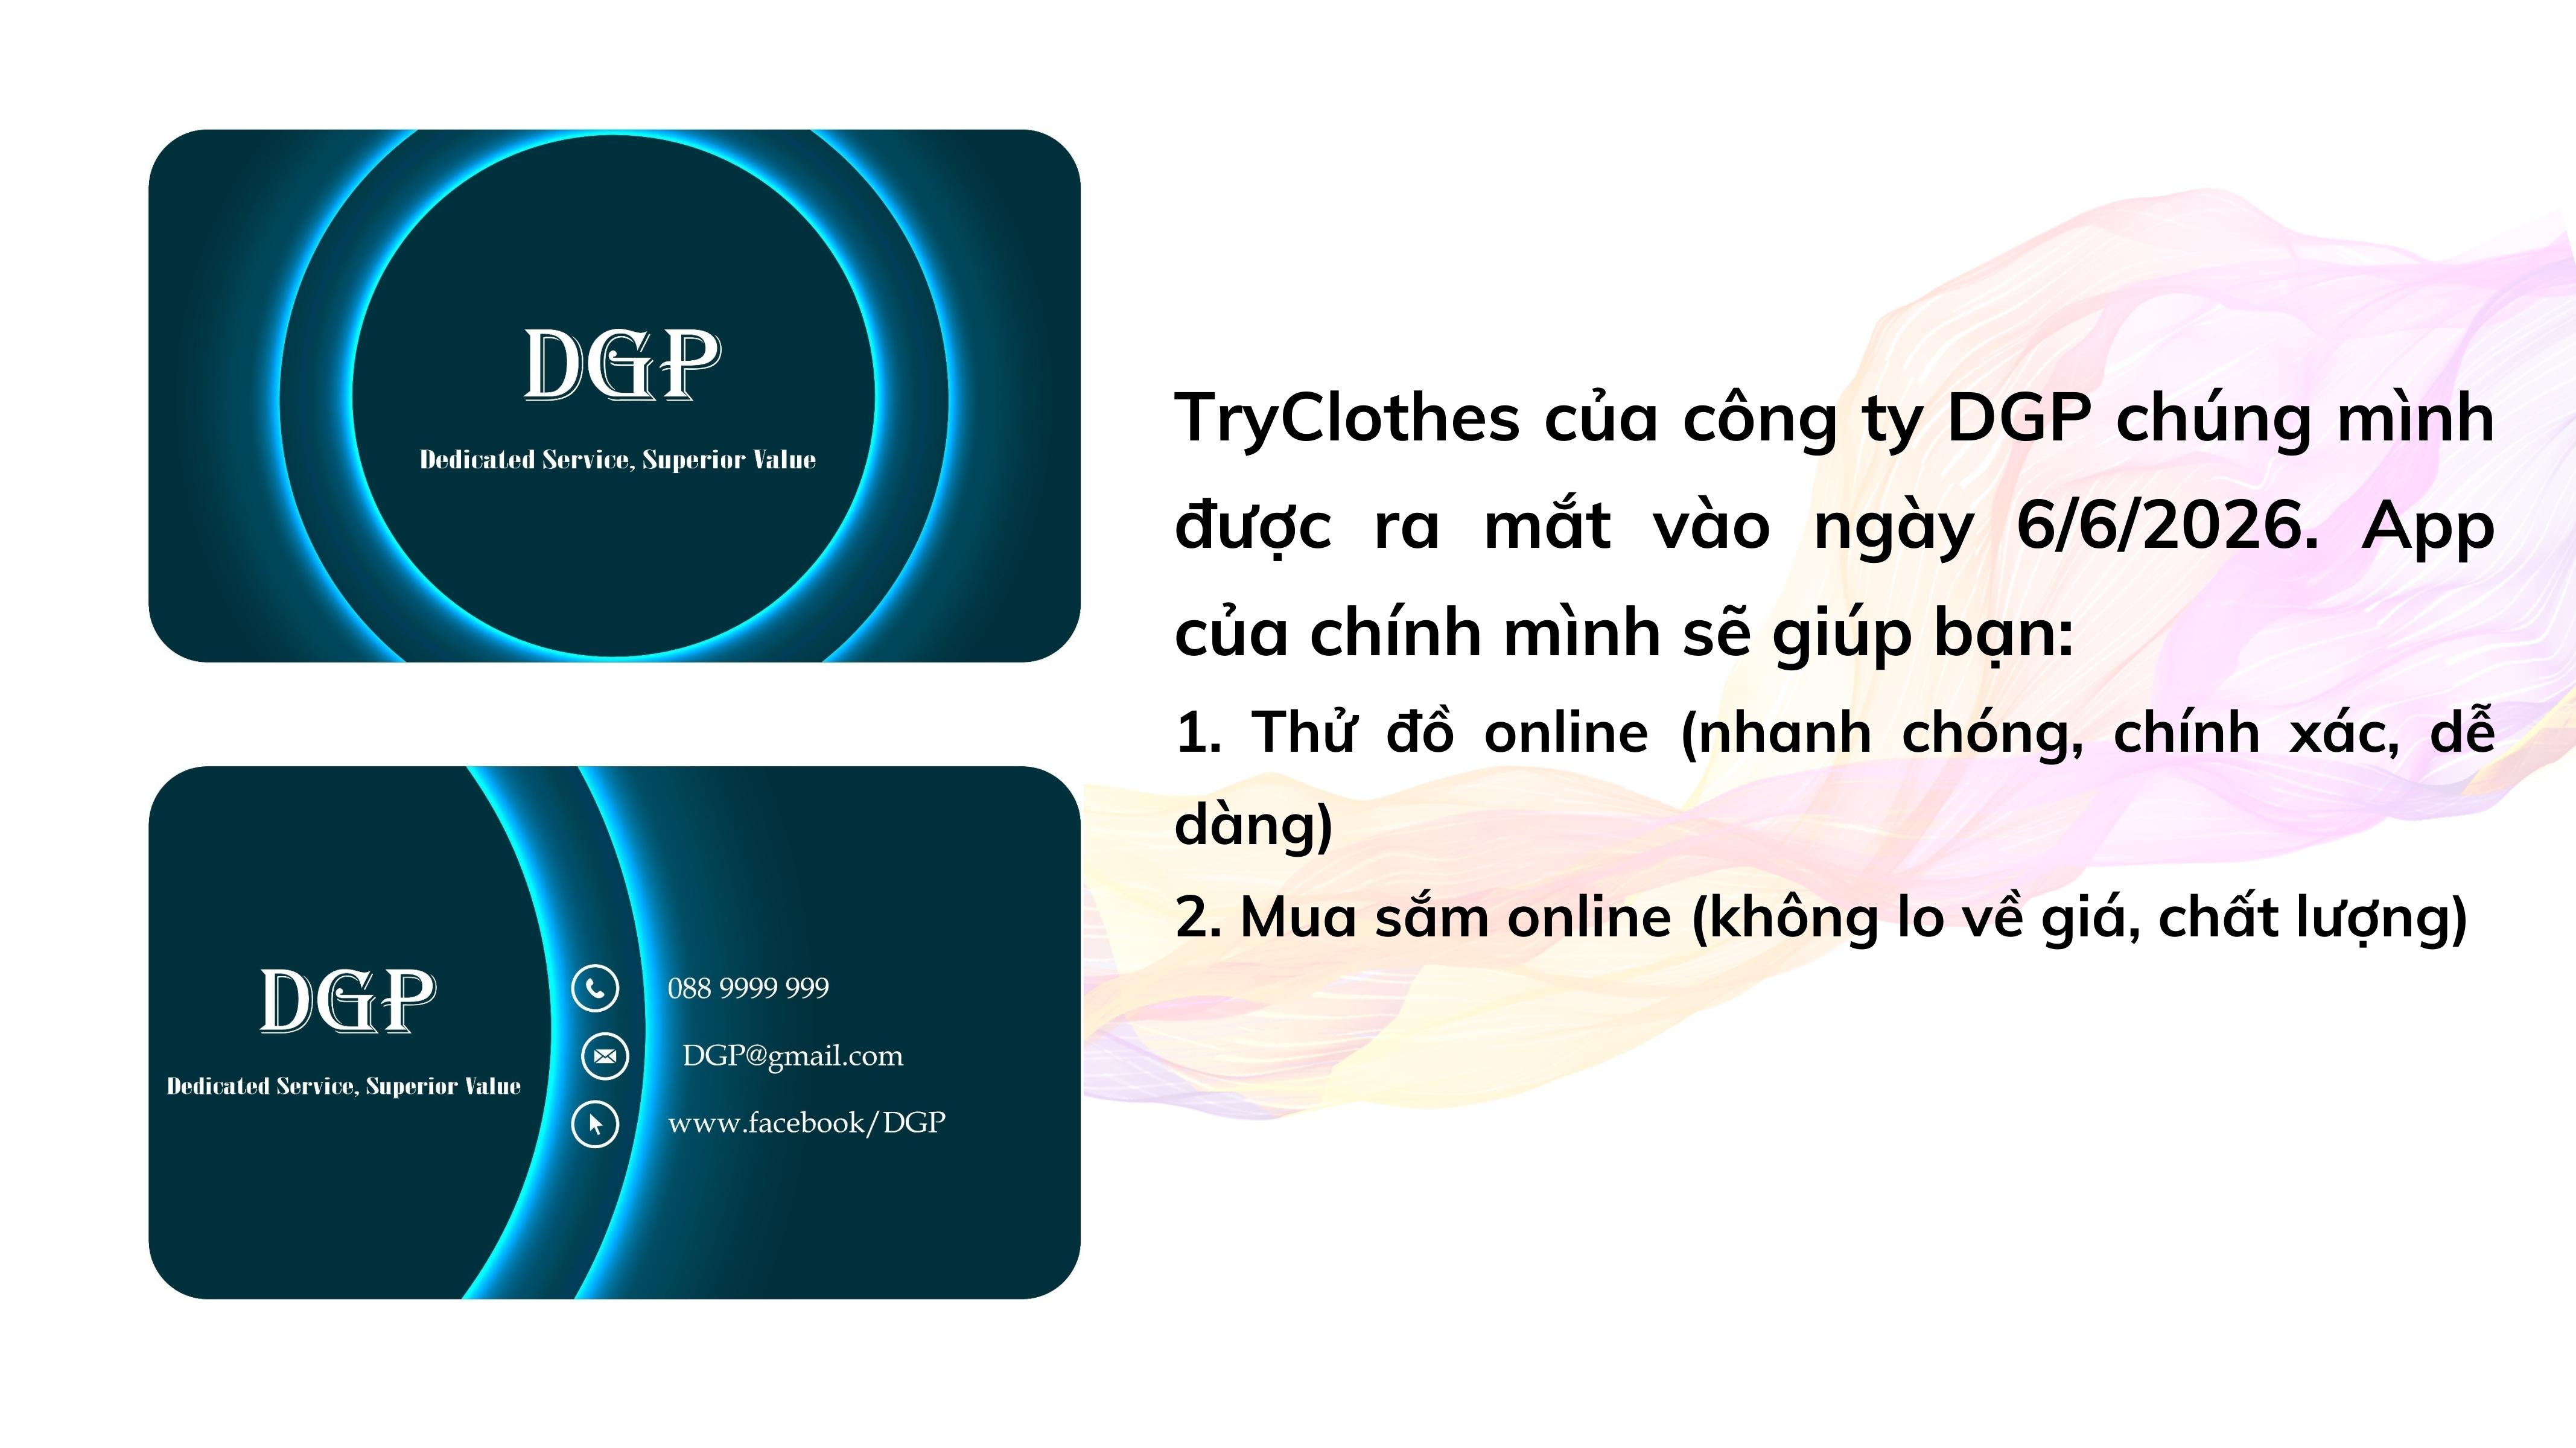 DGP
Dedicated Service, Superior Value
DGP
Dedicated Service, Superior Value
088 9999 999
DGP@gmail.com
www.facebook/DGP
TryClothes của công ty DGP chúng mình
được ra mắt vào ngày 6/6/2026. App
của chính mình sẽ giúp bạn:
1. Thử đồ online (nhanh chóng, chính xác, dễ
dàng)
2. Mua sắm online (không lo về giá, chất lượng)